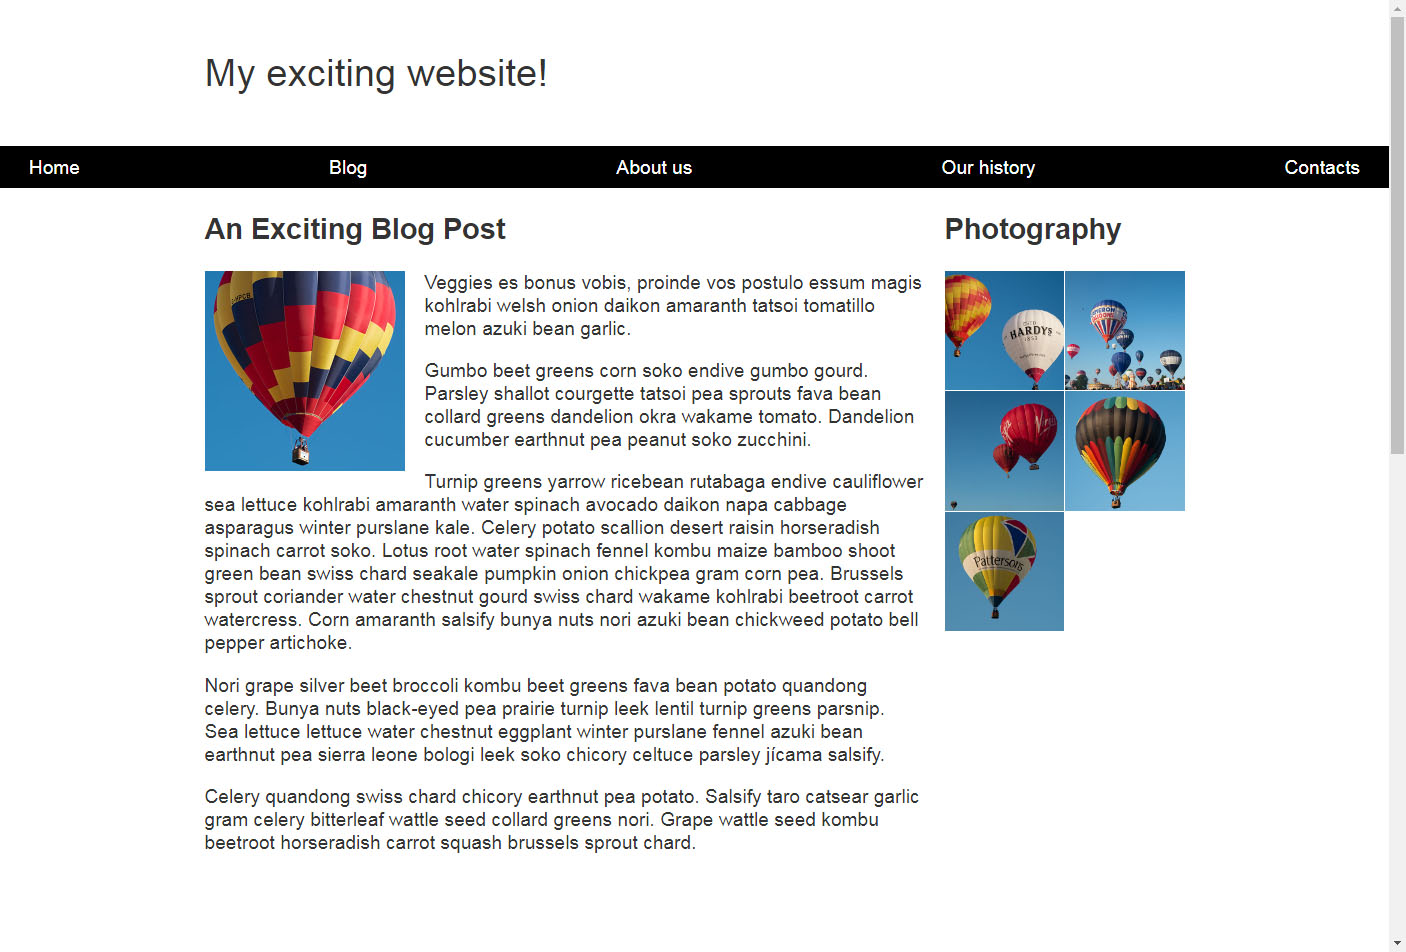 My exciting website!
Home Blog About us Our history Contacts
An Exciting Blog Post
Veggies es bonus vobis, proinde vos postulo essum magis
kohlrabi welsh onion daikon amaranth tatsoi tomatillo
melon azuki bean garlic.
Gumbo beet greens corn soko endive gumbo gourd.
Parsley shallot courgette tatsoi pea sprouts fava bean
collard greens dandelion okra wakame tomato. Dandelion
cucumber earthnut pea peanut soko zucchini.
Turnip greens yarrow ricebean rutabaga endive cauliflower
sea lettuce kohlrabi amaranth water spinach avocado daikon napa cabbage
asparagus winter purslane kale. Celery potato scallion desert raisin horseradish
spinach carrot soko. Lotus root water spinach fennel kombu maize bamboo shoot
green bean swiss chard seakale pumpkin onion chickpea gram corn pea. Brussels
sprout coriander water chestnut gourd swiss chard wakame kohlrabi beetroot carrot
watercress. Corn amaranth salsify bunya nuts nori azuki bean chickweed potato bell
pepper artichoke.
Nori grape silver beet broccoli kombu beet greens fava bean potato quandong
celery. Bunya nuts black-eyed pea prairie turnip leek lentil turnip greens parsnip.
Sea lettuce lettuce water chestnut eggplant winter purslane fennel azuki bean
earthnut pea sierra leone bologi leek soko chicory celtuce parsley jícama salsify.
Celery quandong swiss chard chicory earthnut pea potato. Salsify taro catsear garlic
gram celery bitterleaf wattle seed collard greens nori. Grape wattle seed kombu
beetroot horseradish carrot squash brussels sprout chard.
Photography
HARDYS
CAMERON
BALLOONS
Pattersons